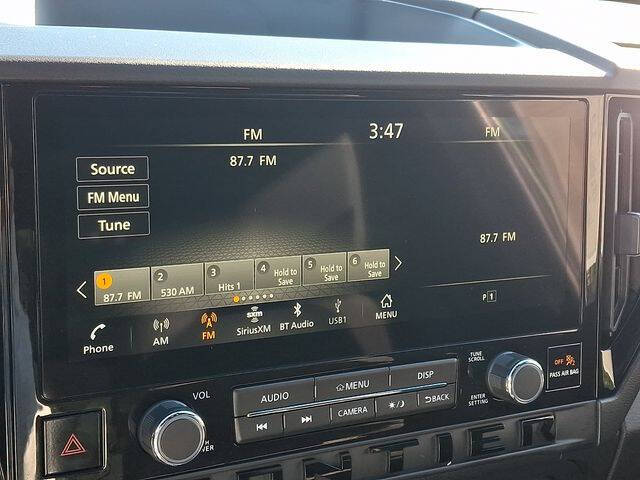 FM 3:47 FM
87.7 FM
Source
FM Menu
Tune
87.7 FM
1 2 3 4 5 6
87.7 FM 530 AM Hits 1 Hold to Save Hold to Save Hold to Save
P 1
Phone AM FM SXM SiriusXM BT Audio USB1 MENU
VOL
AUDIO MENU DISP
CAMERA BACK
TUNE
SCROLL
ENTER
SETTING
OFF
PASS AIR BAG
NTIER